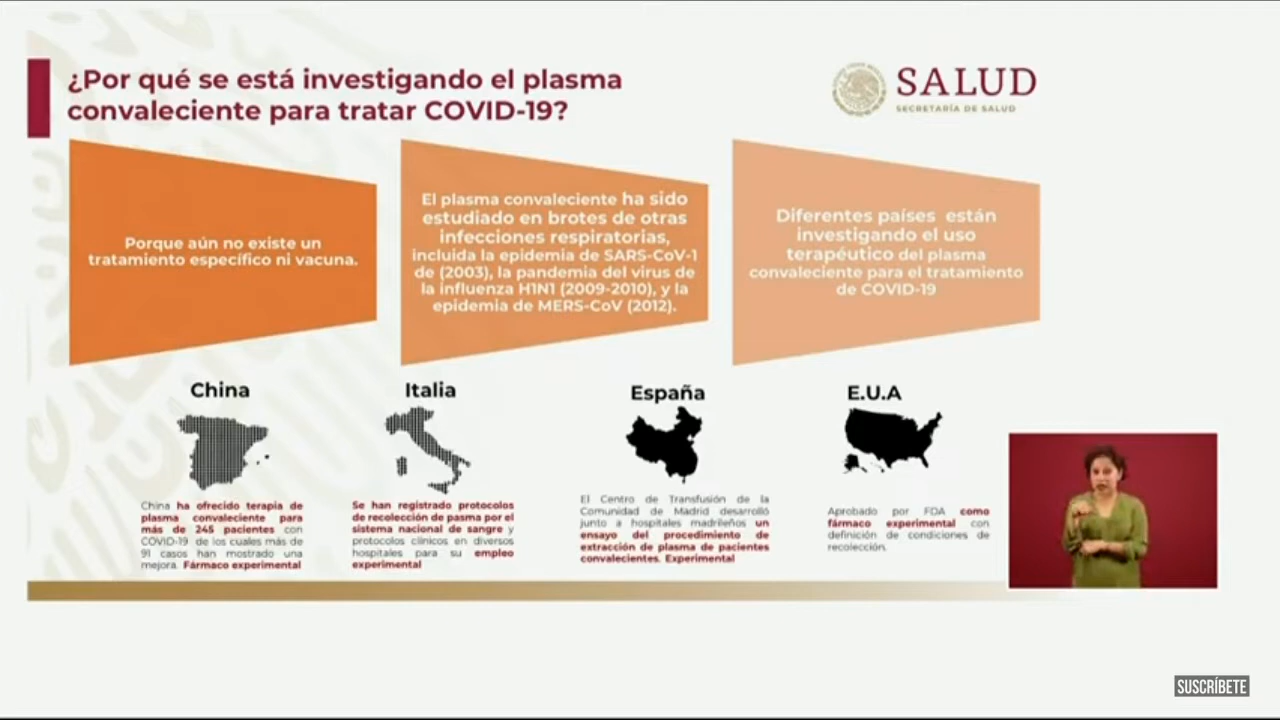 ¿Por qué se está investigando el plasma
convaleciente para tratar COVID-19?
SALUD
SECRETARÍA DE SALUD
Porque aún no existe un
tratamiento específico ni vacuna.
El plasma convaleciente ha sido
estudiado en brotes de otras
infecciones respiratorias,
incluida la epidemia de SARS-CoV-1
de (2003), la pandemia del virus de
la influenza H1N1 (2009-2010), y la
epidemia de MERS-CoV (2012).
Diferentes países están
investigando el uso
terapéutico del plasma
convaleciente para el tratamiento
de COVID-19
China
China ha ofrecido terapia de
plasma convaleciente para
más de 245 pacientes con
COVID-19 de los cuales más de
91 casos han mostrado una
mejora. Fármaco experimental
Italia
Se han registrado protocolos
de recolección de pasma por el
sistema nacional de sangre y
protocolos clínicos en diversos
hospitales para su empleo
experimental
España
El Centro de Transfusión de la
Comunidad de Madrid desarrolló
junto a hospitales madrileños un
ensayo del procedimiento de
extracción de plasma de pacientes
convalecientes. Experimental
E.U.A
Aprobado por FDA como
fármaco experimental con
definición de condiciones de
recolección.
SUSCRÍBETE